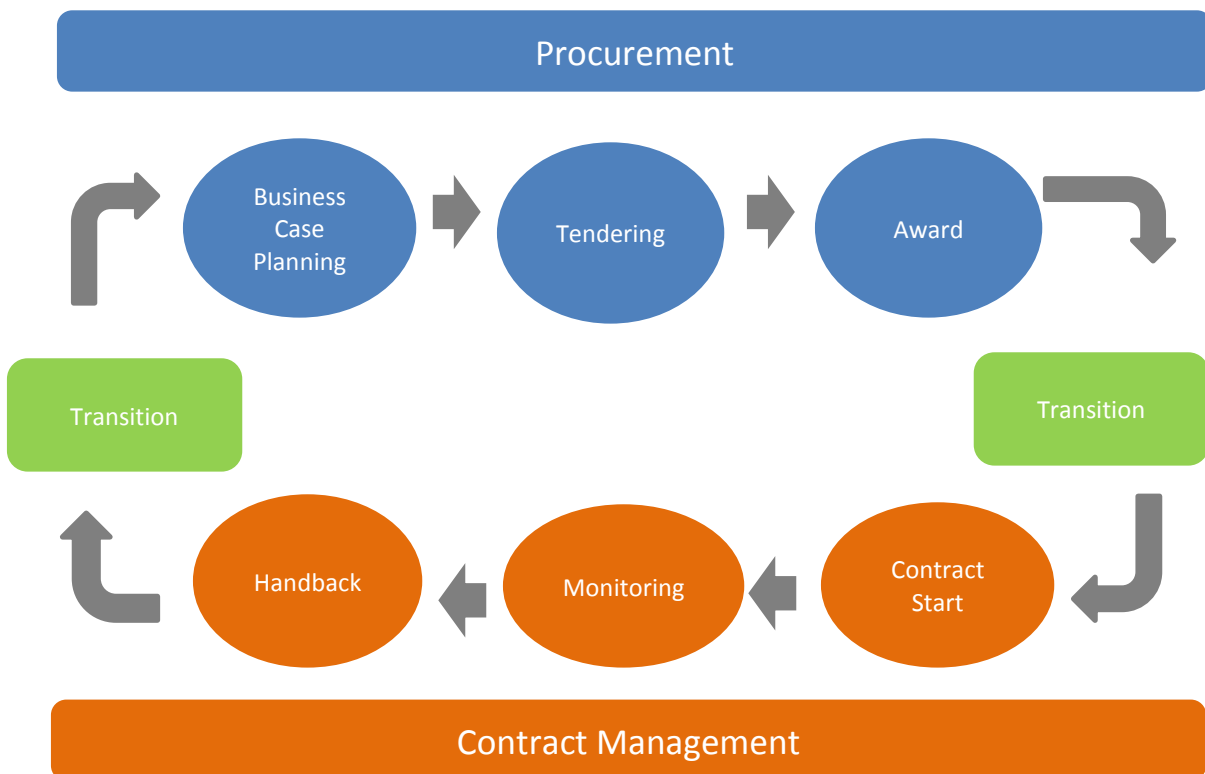 Procurement
Business
Case
Planning
Tendering
Award
Transition
Transition
Handback
Monitoring
Contract
Start
Contract Management